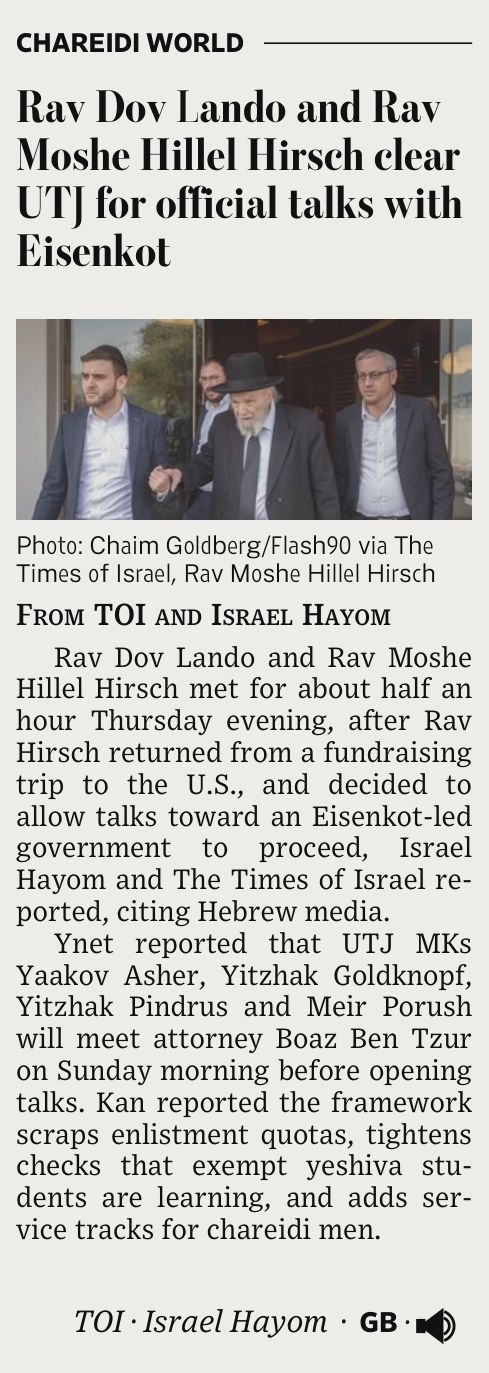 CHAREIDI WORLD
Rav Dov Lando and Rav
Moshe Hillel Hirsch clear
UTJ for official talks with
Eisenkot
Photo: Chaim Goldberg/Flash90 via The
Times of Israel, Rav Moshe Hillel Hirsch
FROM TOI AND ISRAEL HAYOM
Rav Dov Lando and Rav Moshe
Hillel Hirsch met for about half an
hour Thursday evening, after Rav
Hirsch returned from a fundraising
trip to the U.S., and decided to
allow talks toward an Eisenkot-led
government to proceed, Israel
Hayom and The Times of Israel re-
ported, citing Hebrew media.
Ynet reported that UTJ MKs
Yaakov Asher, Yitzhak Goldknopf,
Yitzhak Pindrus and Meir Porush
will meet attorney Boaz Ben Tzur
on Sunday morning before opening
talks. Kan reported the framework
scraps enlistment quotas, tightens
checks that exempt yeshiva stu-
dents are learning, and adds ser-
vice tracks for chareidi men.
TOI · Israel Hayom · GB ·